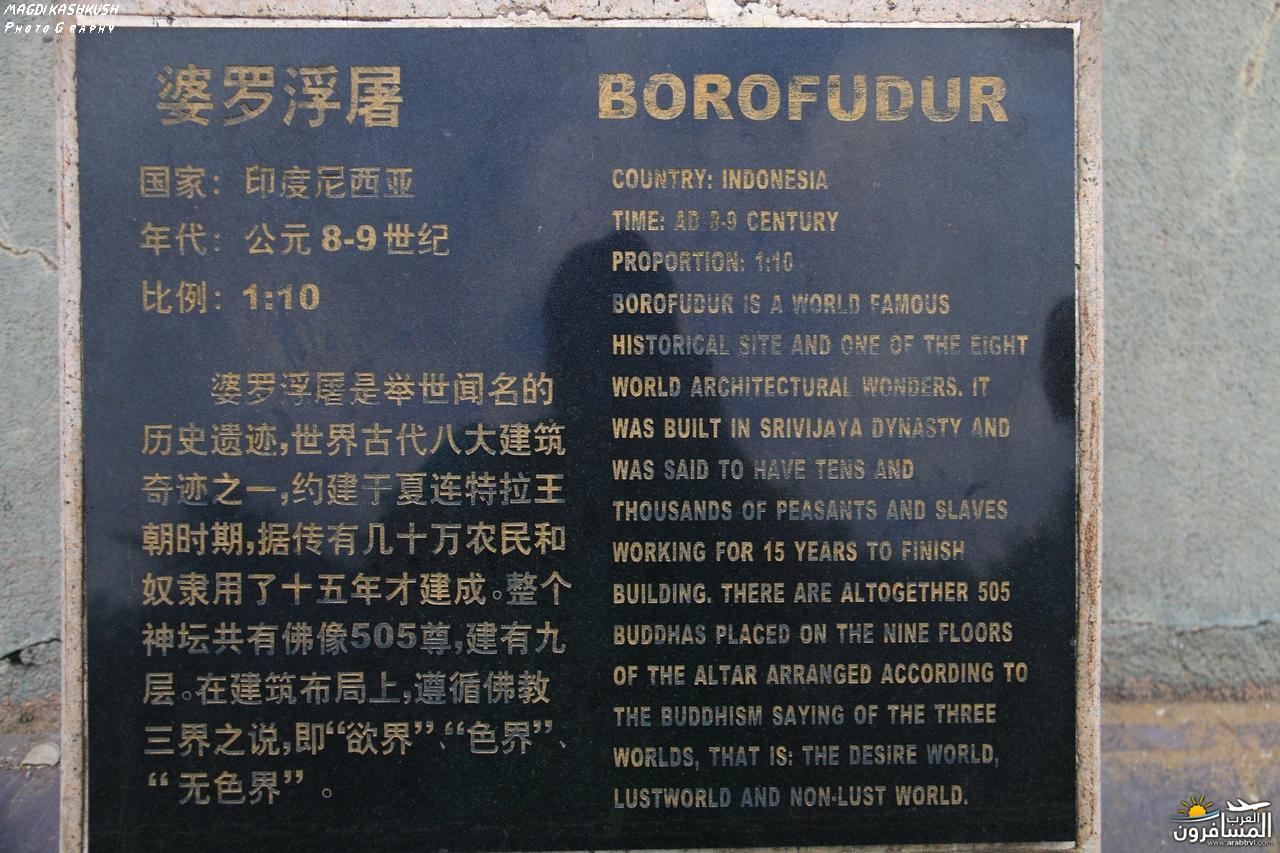 MAGDI KASHKUSH
PHOTOGRAPHY
婆罗浮屠
国家：印度尼西亚
年代：公元8-9世纪
比例：1:10
婆罗浮屠是举世闻名的
历史遗迹,世界古代八大建筑
奇迹之一,约建于夏连特拉王
朝时期,据传有几十万农民和
奴隶用了十五年才建成。整个
神坛共有佛像505尊,建有九
层。在建筑布局上,遵循佛教
三界之说,即“欲界”、“色界”、
“无色界”。
BOROFUDUR
COUNTRY: INDONESIA
TIME: AD 8-9 CENTURY
PROPORTION: 1:10
BOROFUDUR IS A WORLD FAMOUS
HISTORICAL SITE AND ONE OF THE EIGHT
WORLD ARCHITECTURAL WONDERS. IT
WAS BUILT IN SRIVIJAYA DYNASTY AND
WAS SAID TO HAVE TENS AND
THOUSANDS OF PEASANTS AND SLAVES
WORKING FOR 15 YEARS TO FINISH
BUILDING. THERE ARE ALTOGETHER 505
BUDDHAS PLACED ON THE NINE FLOORS
OF THE ALTAR ARRANGED ACCORDING TO
THE BUDDHISM SAYING OF THE THREE
WORLDS, THAT IS: THE DESIRE WORLD,
LUSTWORLD AND NON-LUST WORLD.
العرب
المسافرون
www.arabtrvl.com